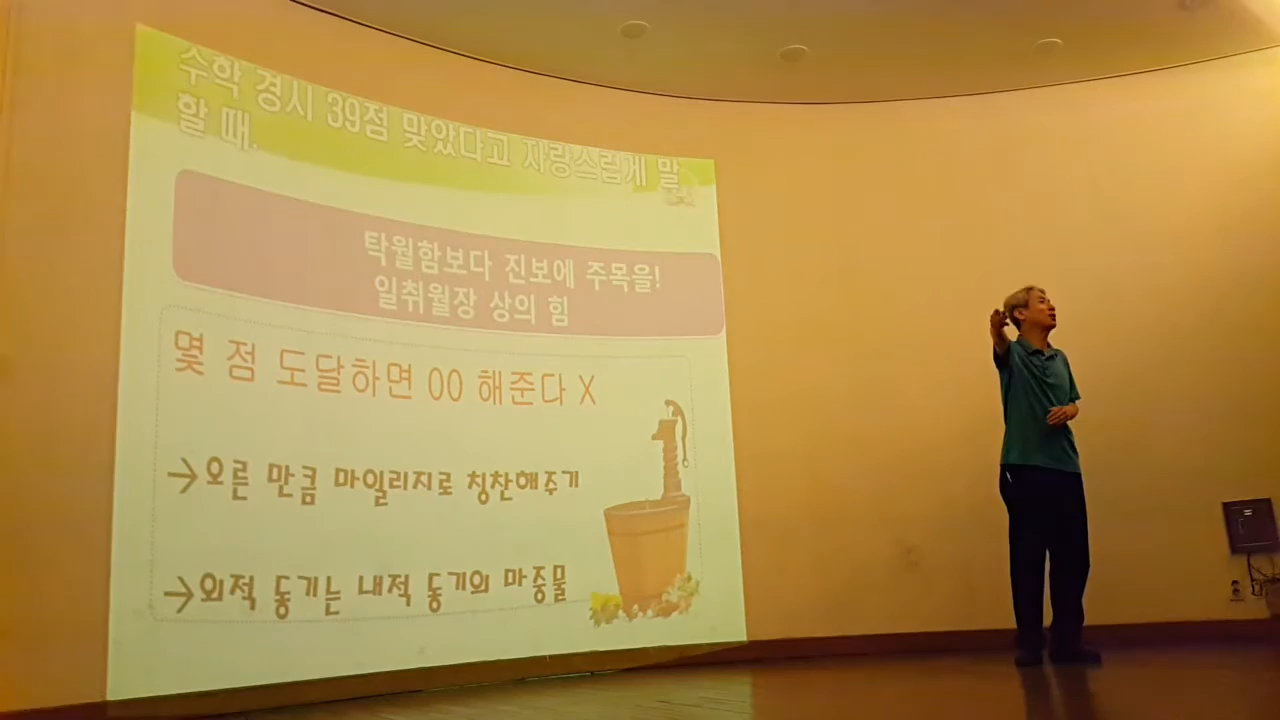 수학 경시 39점 맞았다고 자랑스럽게 말
할 때.
탁월함보다 진보에 주목을!
일취월장 상의 힘
몇 점 도달하면 00 해준다 X
→오른 만큼 마일리지로 칭찬해주기
→외적 동기는 내적 동기의 마중물